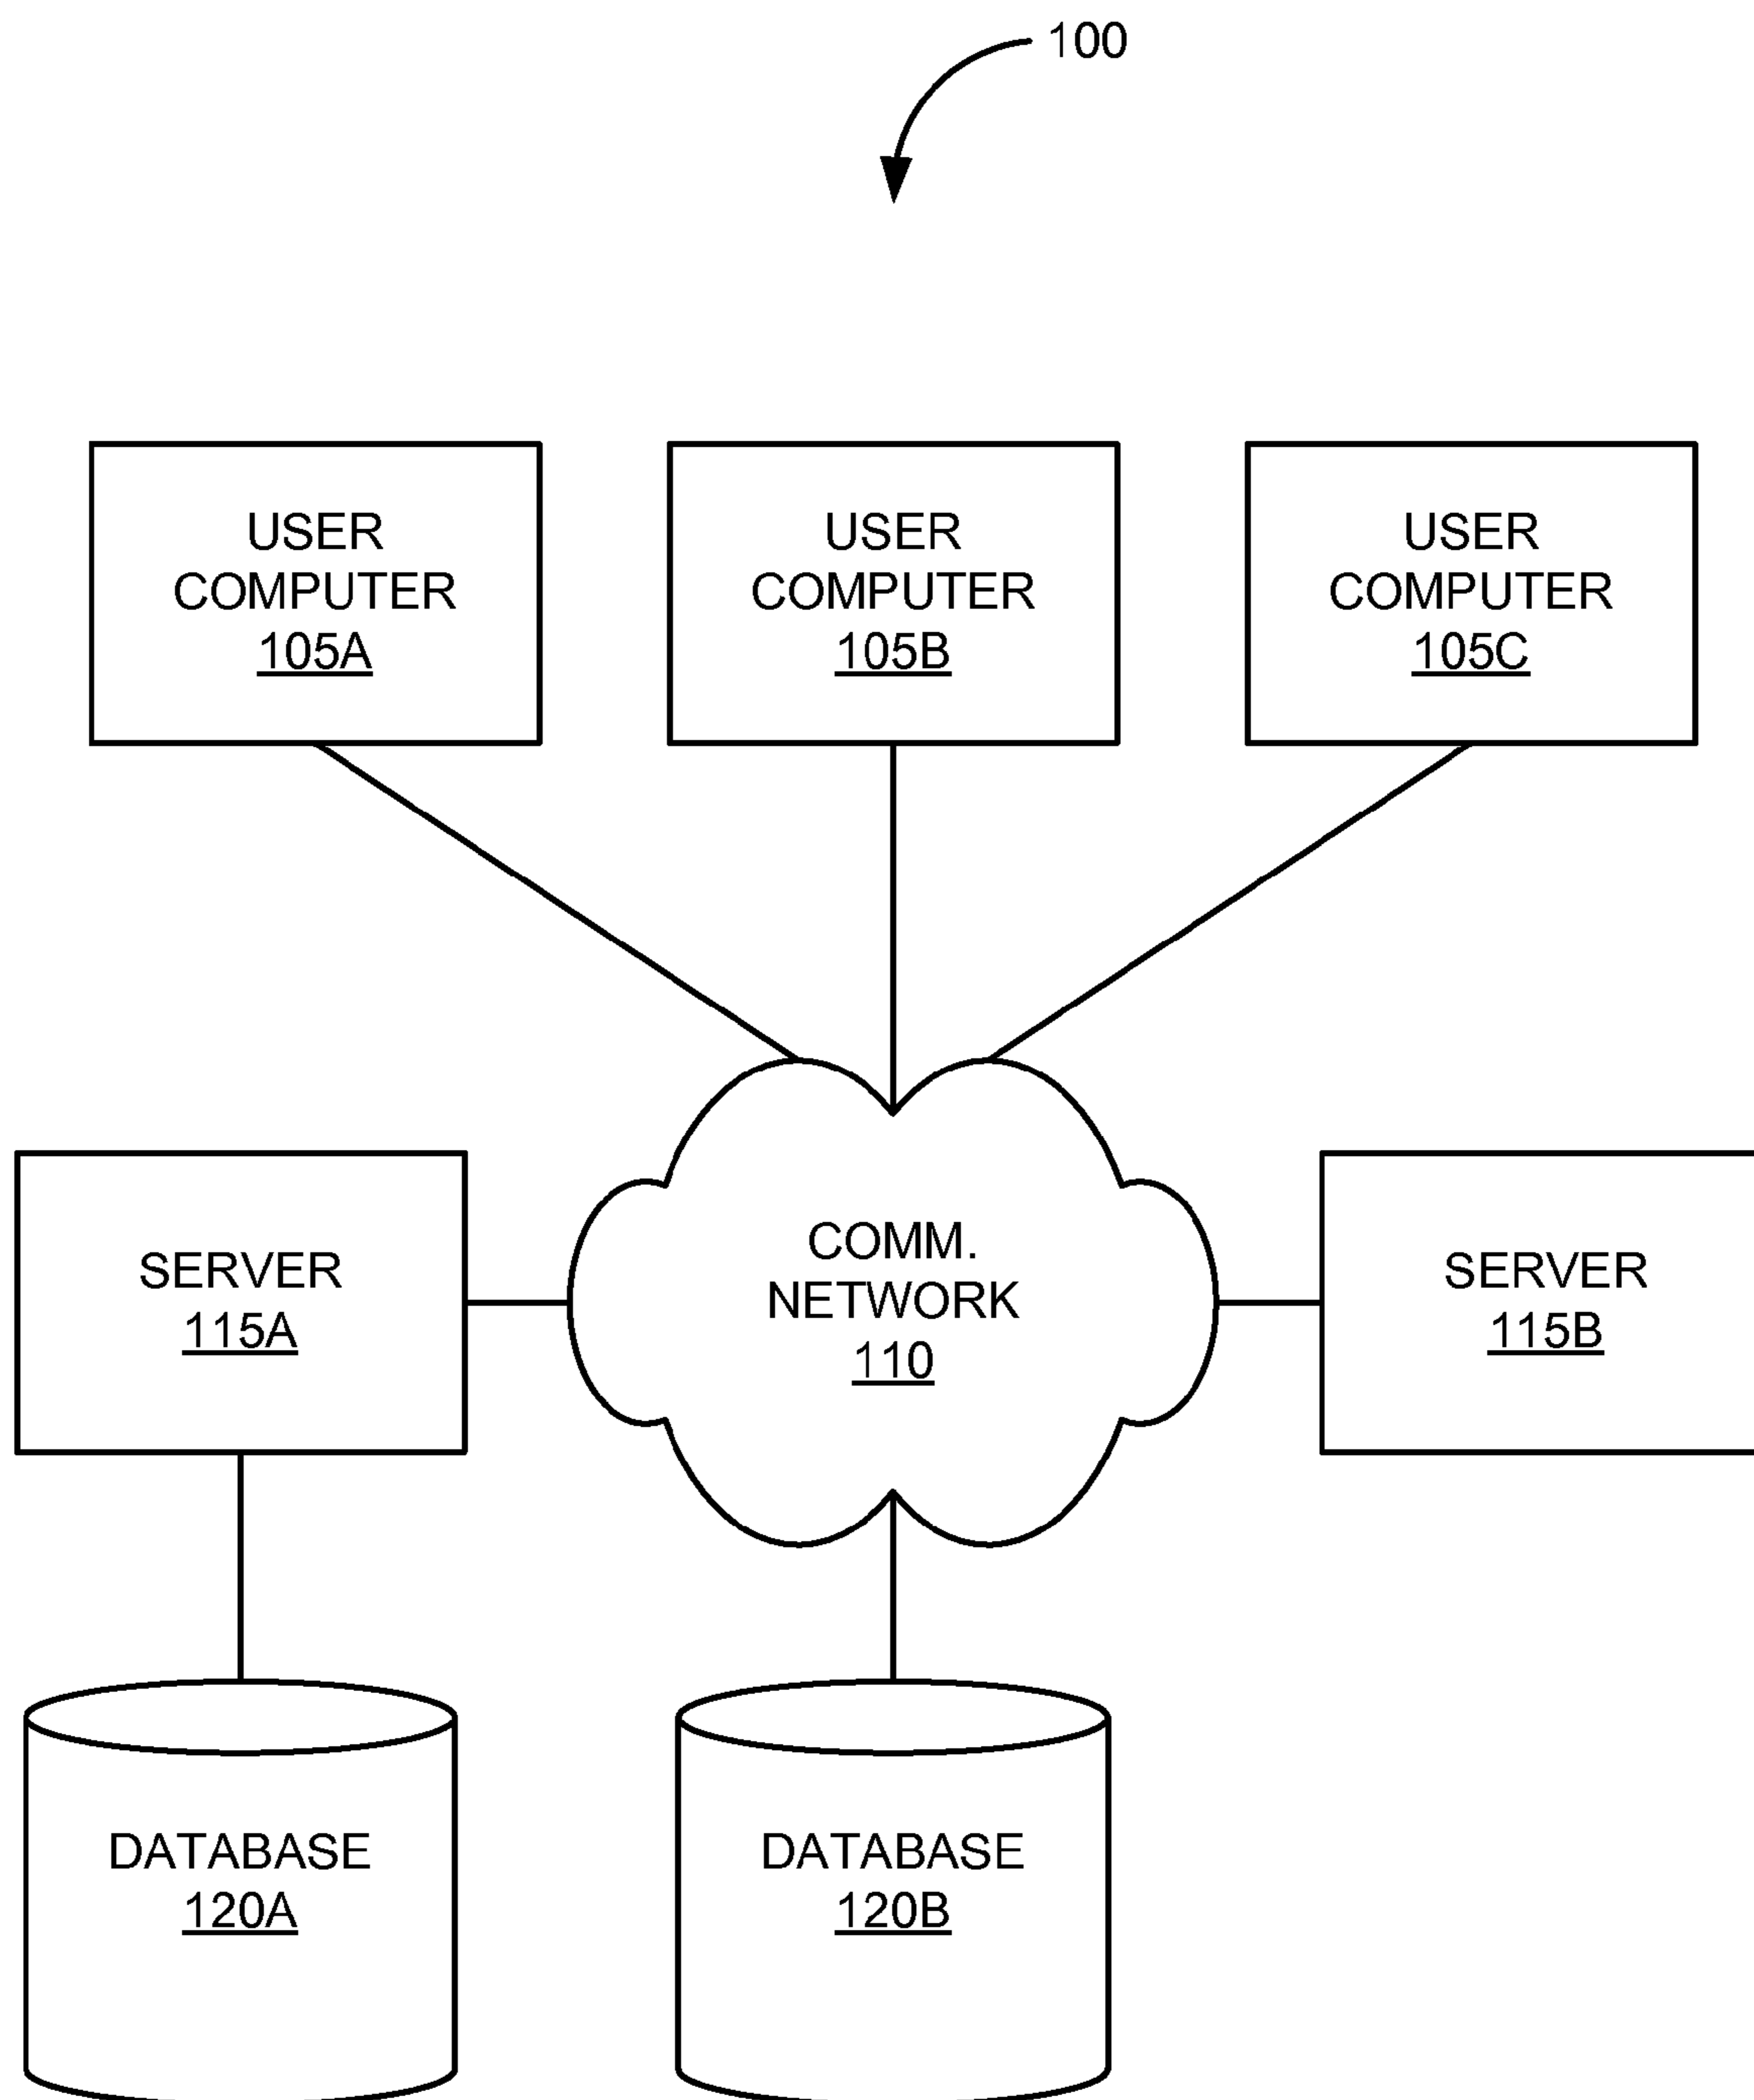 100
USER
COMPUTER
105A
USER
COMPUTER
105B
USER
COMPUTER
105C
SERVER
115A
COMM.
NETWORK
110
SERVER
115B
DATABASE
120A
DATABASE
120B